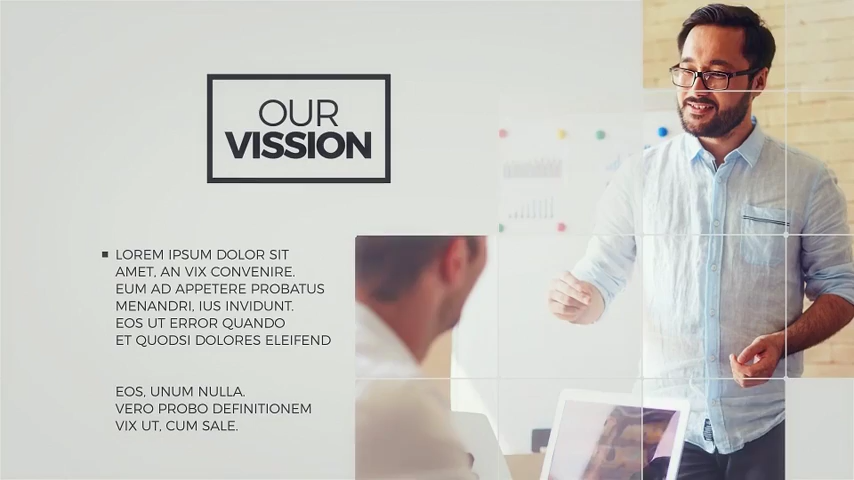 OUR
VISSION
LOREM IPSUM DOLOR SIT
AMET, AN VIX CONVENIRE.
EUM AD APPETERE PROBATUS
MENANDRI, IUS INVIDUNT.
EOS UT ERROR QUANDO
ET QUODSI DOLORES ELEIFEND
EOS, UNUM NULLA.
VERO PROBO DEFINITIONEM
VIX UT, CUM SALE.